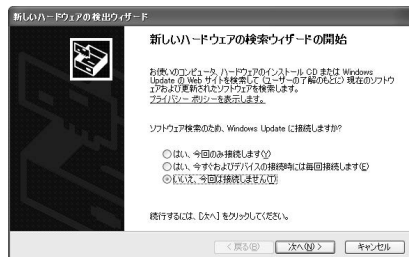 新しいハードウェアの検出ウィザード
新しいハードウェアの検索ウィザードの開始
お使いのコンピュータ、ハードウェアのインストール CD または Windows
Update の Web サイトを検索して (ユーザーの了解のもとに) 現在のソフトウ
ェアおよび更新されたソフトウェアを検索します。
プライバシー ポリシーを表示します。
ソフトウェア検索のため、Windows Update に接続しますか?
はい、今回のみ接続します(Y)
はい、今すぐおよびデバイスの接続時には毎回接続します(E)
いいえ、今回は接続しません(T)
続行するには、[次へ] をクリックしてください。
< 戻る(B)
次へ(N) >
キャンセル